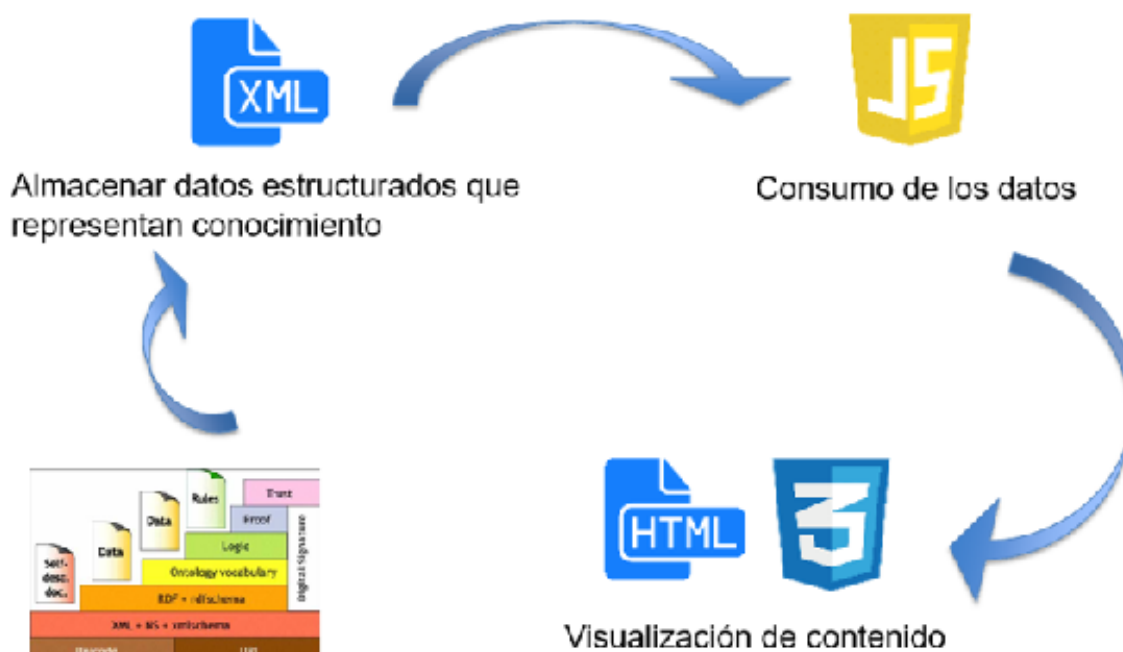 XML
JS
Almacenar datos estructurados que
representan conocimiento
Consumo de los datos
Rules
Trust
Data
Proof
Data
Logic
Self-
desc.
doc.
Ontology vocabulary
Digital Signature
RDF + rdfschema
XML + NS + xmlschema
HTML
3
Visualización de contenido